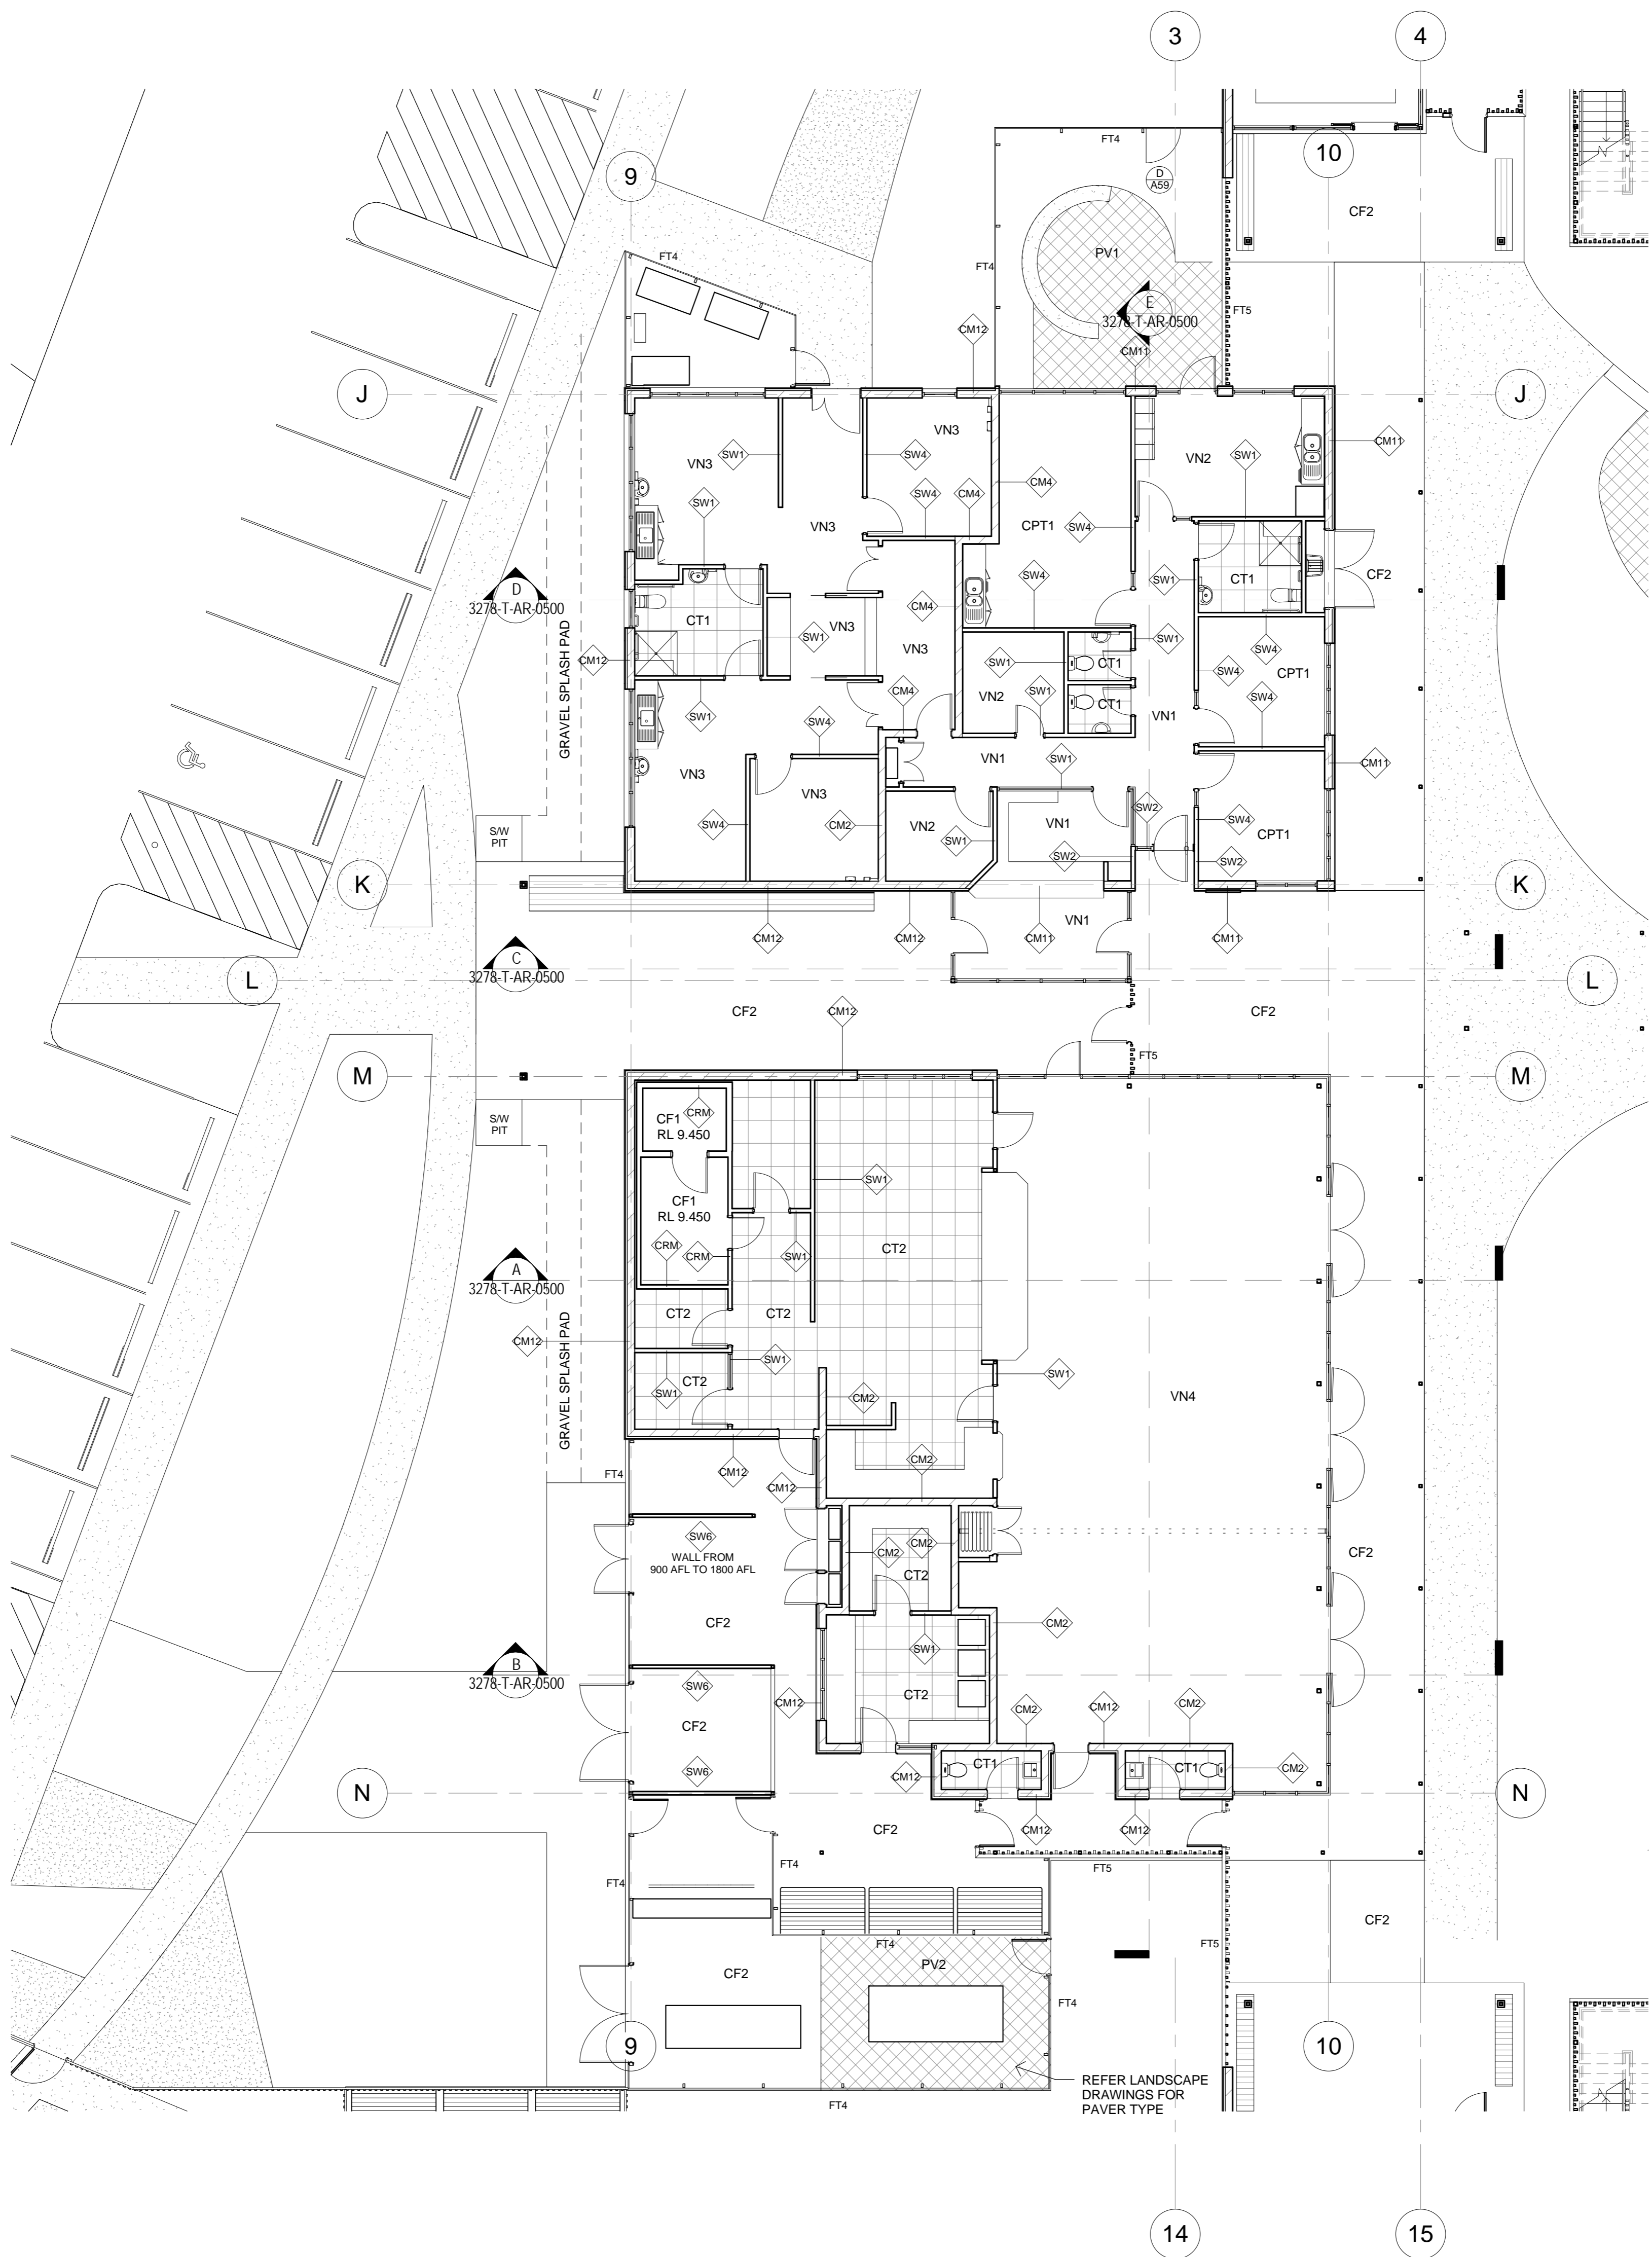 3
4
9
10
FT4
D
A59
CF2
FT4
FT4
PV1
E
3278-T-AR-0500
FT5
CM12
CM11
J
J
VN3
SW1
VN3
SW4
CM4
SW4
CM4
VN2
SW1
CM11
SW1
VN3
CPT1
SW4
D
3278-T-AR-0500
CT1
SW1
VN3
CM4
SW4
SW1
CT1
CF2
GRAVEL SPLASH PAD
CM12
VN3
SW1
CT1
SW1
SW4
SW4
CPT1
SW1
SW4
CM4
VN2
SW1
CT1
VN1
SW4
VN3
VN3
VN1
SW1
CM11
S/W
PIT
SW4
CM2
VN2
SW1
VN1
SW2
SW2
SW4
CPT1
SW2
K
K
CM12
CM12
CM11
VN1
CM11
C
3278-T-AR-0500
L
L
CF2
CM12
CF2
FT5
M
M
S/W
PIT
CRM
CF1
RL 9.450
SW1
CF1
RL 9.450
CRM
CRM
SW1
CT2
A
3278-T-AR-0500
GRAVEL SPLASH PAD
CM12
CT2
CT2
SW1
CT2
SW1
CM2
SW1
VN4
FT4
CM12
CM12
CM2
SW6
WALL FROM
900 AFL TO 1800 AFL
CM2
CM2
CT2
CF2
CF2
SW1
CM2
B
3278-T-AR-0500
SW6
CF2
SW6
CM12
CT2
CM2
CM12
CM2
CM12
CT1
CT1
CM2
N
N
CF2
CM12
CM12
FT4
FT4
FT5
FT4
PV2
FT5
CF2
CF2
FT4
9
10
REFER LANDSCAPE
DRAWINGS FOR
PAVER TYPE
FT4
14
15